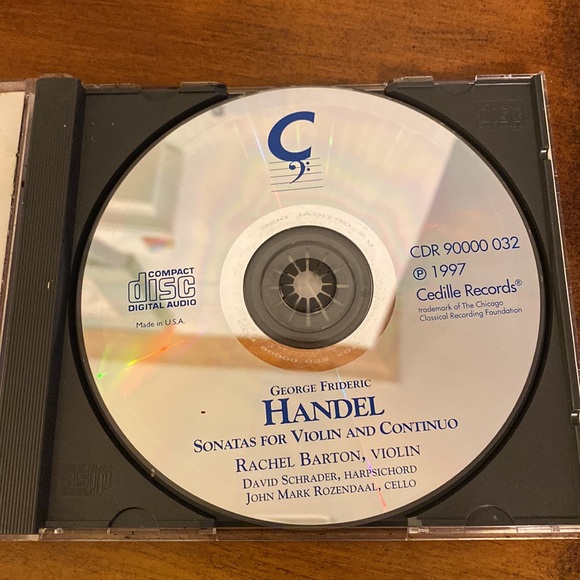 C
CDR 90000 032
℗ 1997
Cedille Records®
trademark of The Chicago
Classical Recording Foundation
COMPACT
disc
DIGITAL AUDIO
Made in U.S.A.
GEORGE FRIDERIC
HANDEL
SONATAS FOR VIOLIN AND CONTINUO
RACHEL BARTON, VIOLIN
DAVID SCHRADER, HARPSICHORD
JOHN MARK ROZENDAAL, CELLO